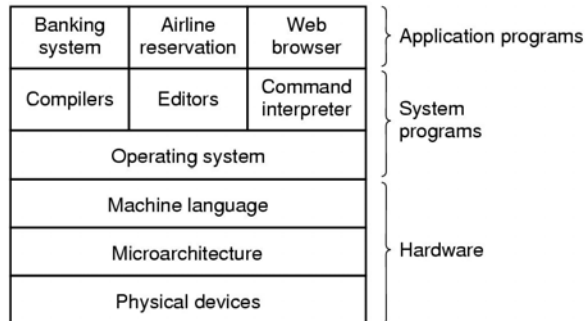 Banking system
Airline reservation
Web browser
Application programs
Compilers
Editors
Command interpreter
System programs
Operating system
Machine language
Microarchitecture
Hardware
Physical devices